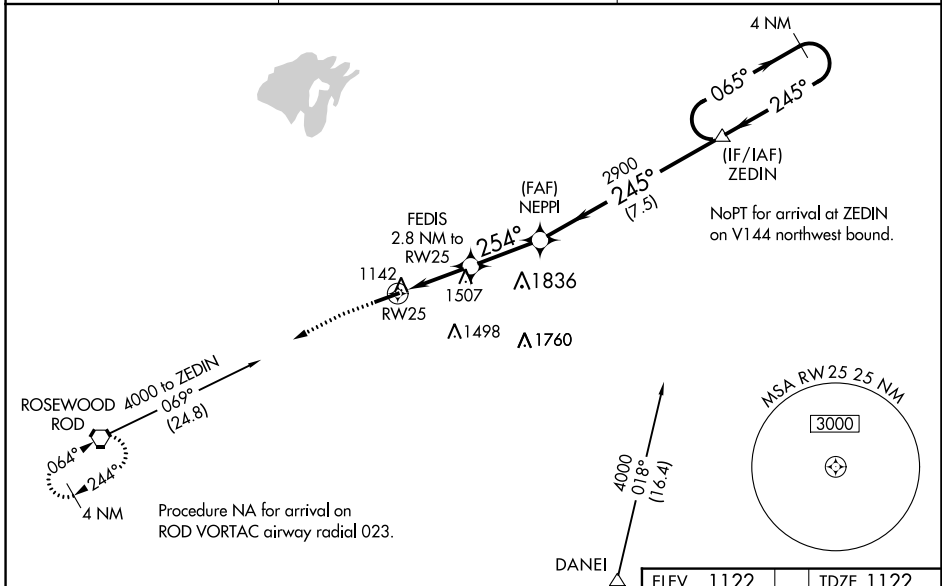 4 NM
065°
245°
(IF/IAF)
ZEDIN
2900
245°
(7.5)
NoPT for arrival at ZEDIN
on V144 northwest bound.
(FAF)
NEPPI
FEDIS
2.8 NM to
RW25
254°
1142
1507
1836
RW25
1498
1760
4000 to ZEDIN
069°
(24.8)
ROSEWOOD
ROD
064°
244°
4 NM
Procedure NA for arrival on
ROD VORTAC airway radial 023.
4000
018°
(16.4)
DANEI
MSA RW25 25 NM
3000
ELEV 1122
TDZE 1122